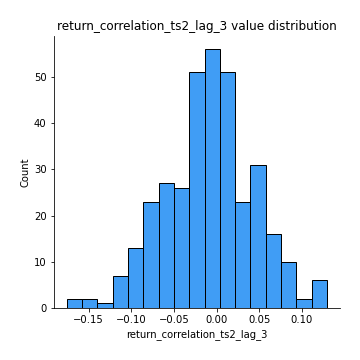 return_correlation_ts2_lag_3 value distribution
Count
50
40
30
20
10
0
−0.15 −0.10 −0.05 0.00 0.05 0.10
return_correlation_ts2_lag_3